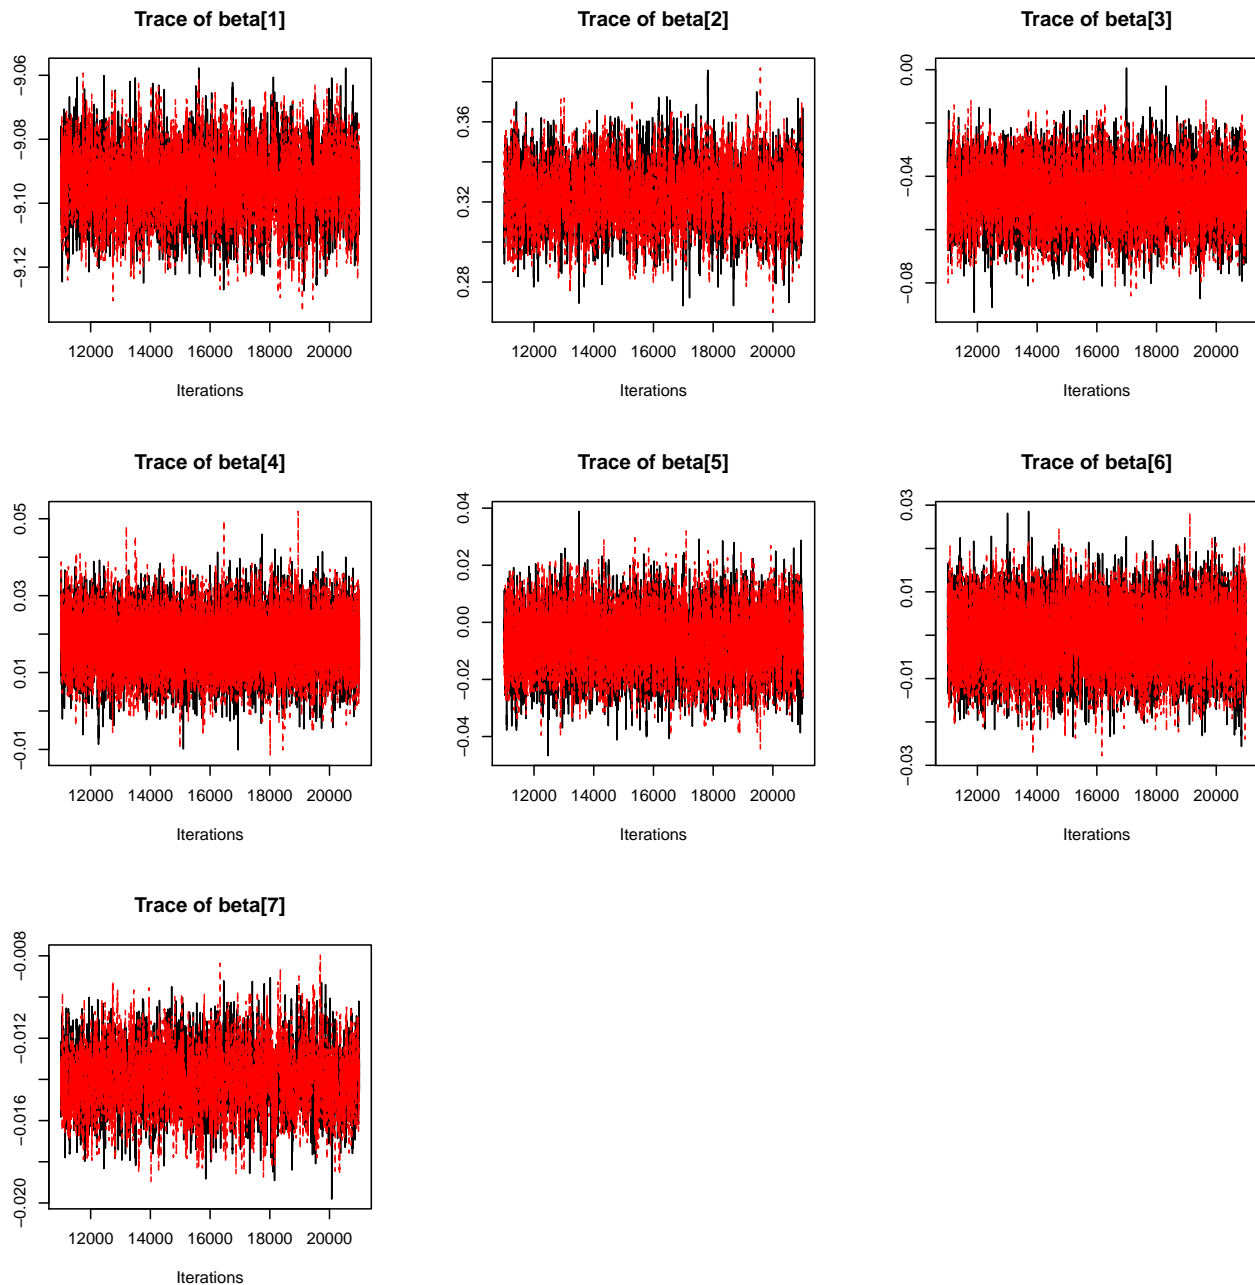 Trace of beta[1]
−9.06
−9.08
−9.10
−9.12
12000 14000 16000 18000 20000
Iterations
Trace of beta[2]
0.36
0.32
0.28
12000 14000 16000 18000 20000
Iterations
Trace of beta[3]
0.00
−0.04
−0.08
12000 14000 16000 18000 20000
Iterations
Trace of beta[4]
0.05
0.03
0.01
−0.01
12000 14000 16000 18000 20000
Iterations
Trace of beta[5]
0.04
0.02
0.00
−0.02
−0.04
12000 14000 16000 18000 20000
Iterations
Trace of beta[6]
0.03
0.01
−0.01
−0.03
12000 14000 16000 18000 20000
Iterations
Trace of beta[7]
−0.008
−0.012
−0.016
−0.020
12000 14000 16000 18000 20000
Iterations